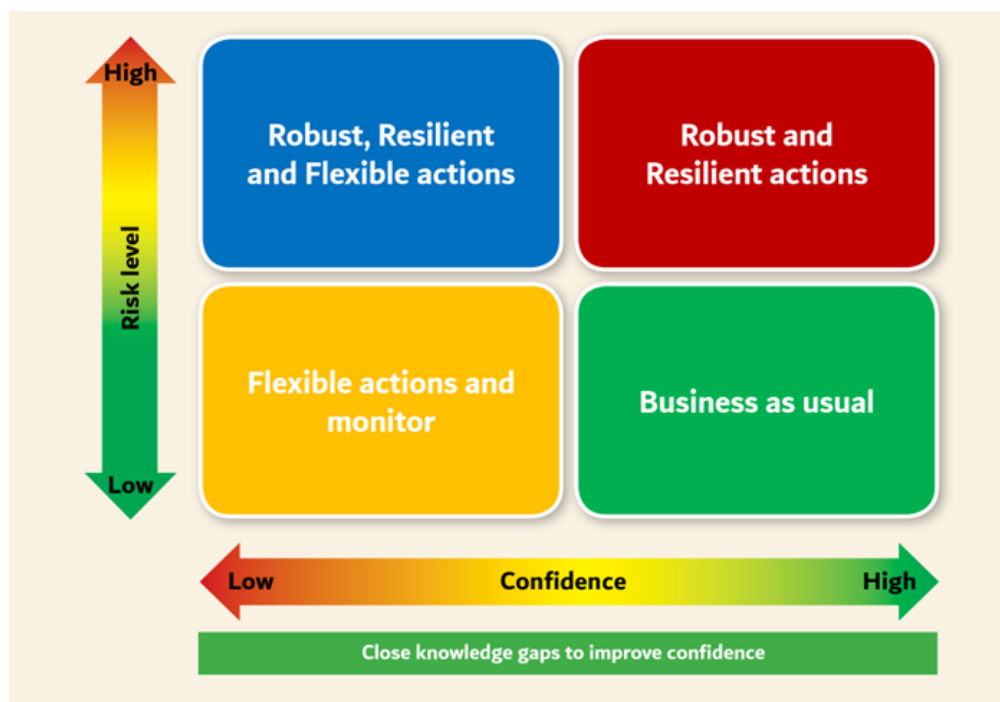 High
Risk level
Low
Robust, Resilient
and Flexible actions
Robust and
Resilient actions
Flexible actions and
monitor
Business as usual
Low
Confidence
High
Close knowledge gaps to improve confidence